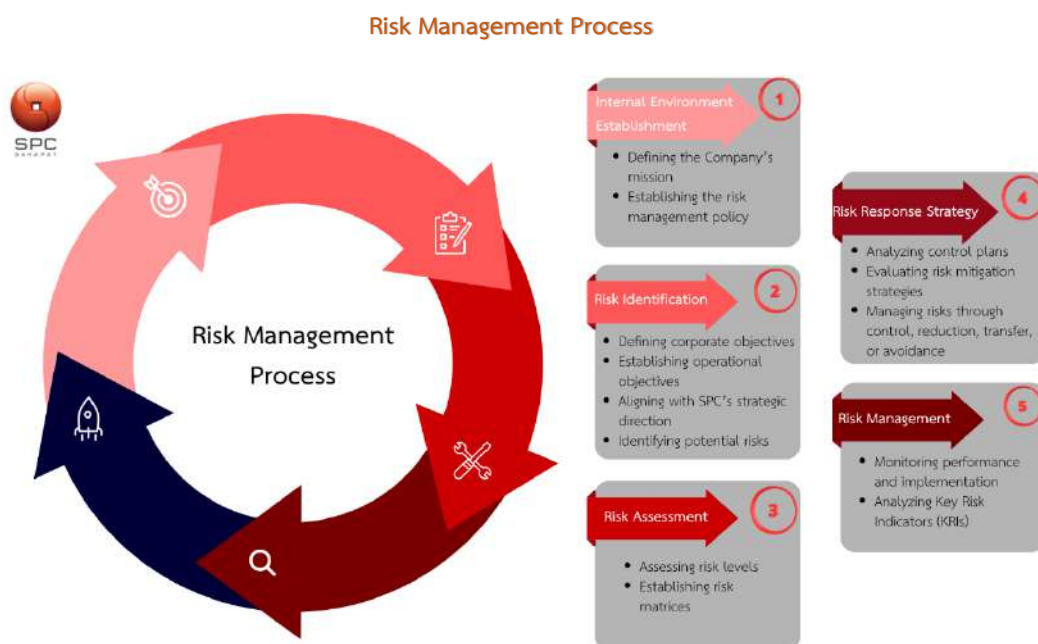 Risk Management Process
SPC
SAHAPAT
Risk Management
Process
Internal Environment
Establishment
1
• Defining the Company's
mission
• Establishing the risk
management policy
Risk Identification
2
• Defining corporate objectives
• Establishing operational
objectives
• Aligning with SPC's strategic
direction
• Identifying potential risks
Risk Assessment
3
• Assessing risk levels
• Establishing risk
matrices
Risk Response Strategy
4
• Analyzing control plans
• Evaluating risk mitigation
strategies
• Managing risks through
control, reduction, transfer,
or avoidance
Risk Management
5
• Monitoring performance
and implementation
• Analyzing Key Risk
Indicators (KRIs)